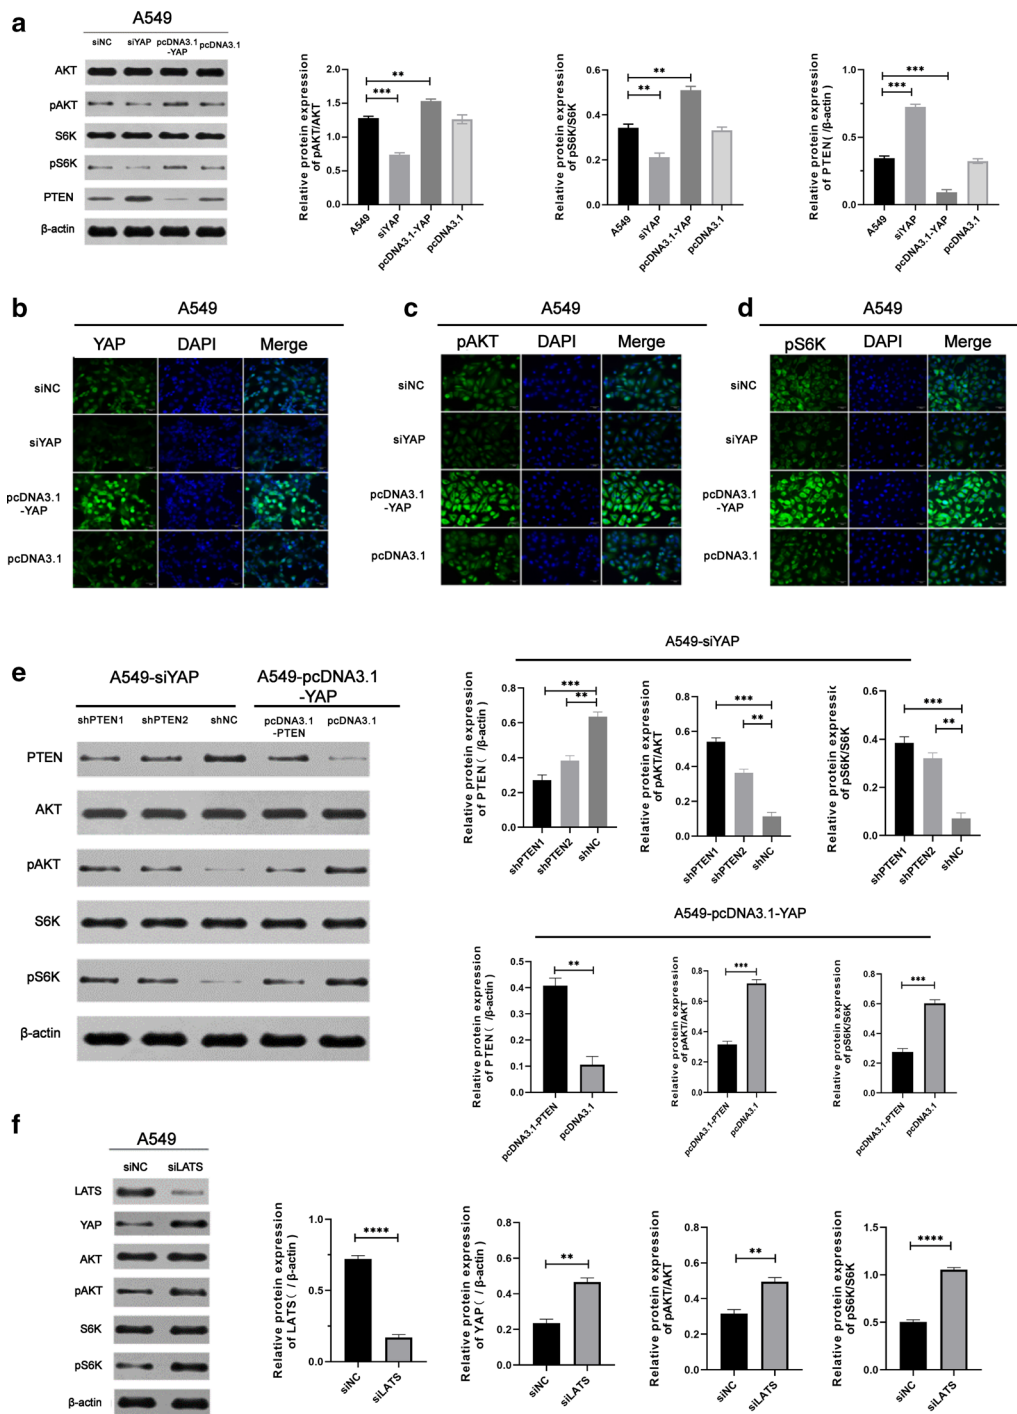 a
A549
siNC siYAP pcDNA3.1 -YAP pcDNA3.1
AKT
pAKT
S6K
pS6K
PTEN
β-actin
Relative protein expression
of pAKT/AKT
2.0
1.5
1.0
0.5
0.0
**
***
A549
siYAP
pcDNA3.1-YAP
pcDNA3.1
Relative protein expression
of pS6K/S6K
0.6
0.4
0.2
0.0
**
**
A549
siYAP
pcDNA3.1-YAP
pcDNA3.1
Relative protein expression
of PTEN( /β-actin)
1.0
0.5
0.0
***
***
A549
siYAP
pcDNA3.1-YAP
pcDNA3.1
b
A549
YAP DAPI Merge
siNC
siYAP
pcDNA3.1
-YAP
pcDNA3.1
c
A549
pAKT DAPI Merge
siNC
siYAP
pcDNA3.1
-YAP
pcDNA3.1
d
A549
pS6K DAPI Merge
siNC
siYAP
pcDNA3.1
-YAP
pcDNA3.1
e
A549-siYAP
A549-pcDNA3.1
-YAP
shPTEN1 shPTEN2 shNC pcDNA3.1 -PTEN pcDNA3.1
PTEN
AKT
pAKT
S6K
pS6K
β-actin
A549-siYAP
Relative protein expression
of PTEN( /β-actin)
0.8
0.6
0.4
0.2
0.0
***
**
shPTEN1
shPTEN2
shNC
Relative protein expression
of pAKT/AKT
0.8
0.6
0.4
0.2
0.0
***
**
shPTEN1
shPTEN2
shNC
Relative protein expression
of pS6K/S6K
0.6
0.4
0.2
0.0
***
**
shPTEN1
shPTEN2
shNC
A549-pcDNA3.1-YAP
Relative protein expression
of PTEN( /β-actin)
0.5
0.4
0.3
0.2
0.1
0.0
**
pcDNA3.1-PTEN
pcDNA3.1
Relative protein expression
of pAKT/AKT
0.8
0.6
0.4
0.2
0.0
***
pcDNA3.1-PTEN
pcDNA3.1
Relative protein expression
of pS6K/S6K
0.8
0.6
0.4
0.2
0.0
***
pcDNA3.1-PTEN
pcDNA3.1
f
A549
siNC siLATS
LATS
YAP
AKT
pAKT
S6K
pS6K
β-actin
Relative protein expression
of LATS( / β-actin)
1.0
0.5
0.0
****
siNC
siLATS
Relative protein expression
of YAP( / β-actin)
0.8
0.6
0.4
0.2
0.0
**
siNC
siLATS
Relative protein expression
of pAKT/AKT
0.8
0.6
0.4
0.2
0.0
**
siNC
siLATS
Relative protein expression
of pS6K/S6K
1.5
1.0
0.5
0.0
****
siNC
siLATS